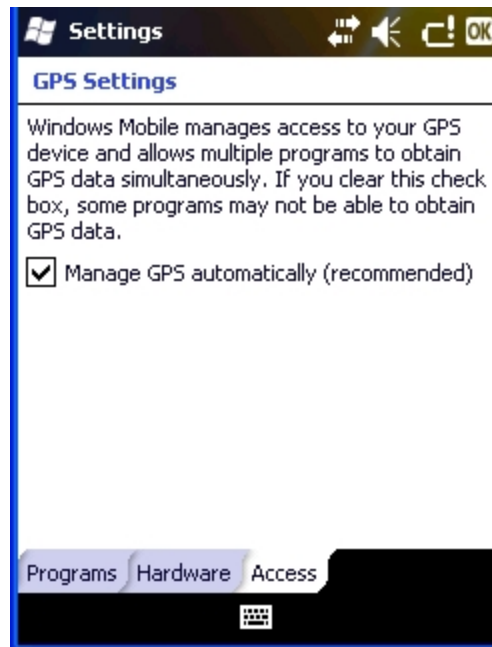 Settings
OK
GPS Settings
Windows Mobile manages access to your GPS
device and allows multiple programs to obtain
GPS data simultaneously. If you clear this check
box, some programs may not be able to obtain
GPS data.
Manage GPS automatically (recommended)
Programs Hardware Access